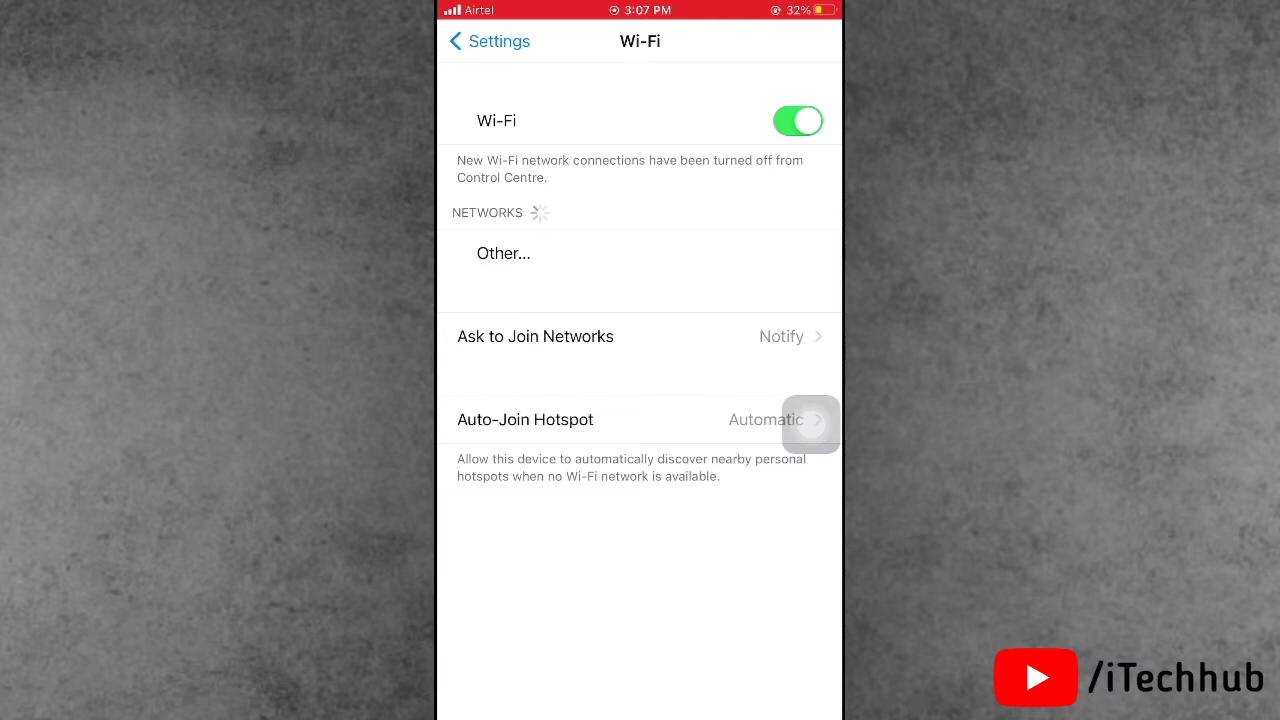 Airtel 3:07 PM 32%
Settings Wi-Fi
Wi-Fi
New Wi-Fi network connections have been turned off from
Control Centre.
NETWORKS
Other...
Ask to Join Networks Notify
Auto-Join Hotspot Automatic
Allow this device to automatically discover nearby personal
hotspots when no Wi-Fi network is available.
/iTechhub